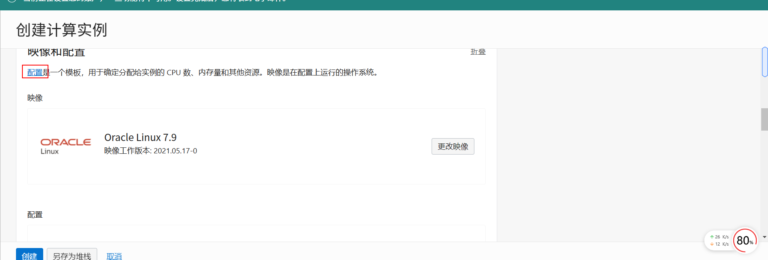 创建计算实例
映像和配置
折叠
配置是一个模板，用于确定分配给实例的 CPU 数、内存量和其他资源。映像是在配置上运行的操作系统。
映像
ORACLE
Linux
Oracle Linux 7.9
映像工作版本: 2021.05.17-0
更改映像
配置
创建
另存为堆栈
取消
80%